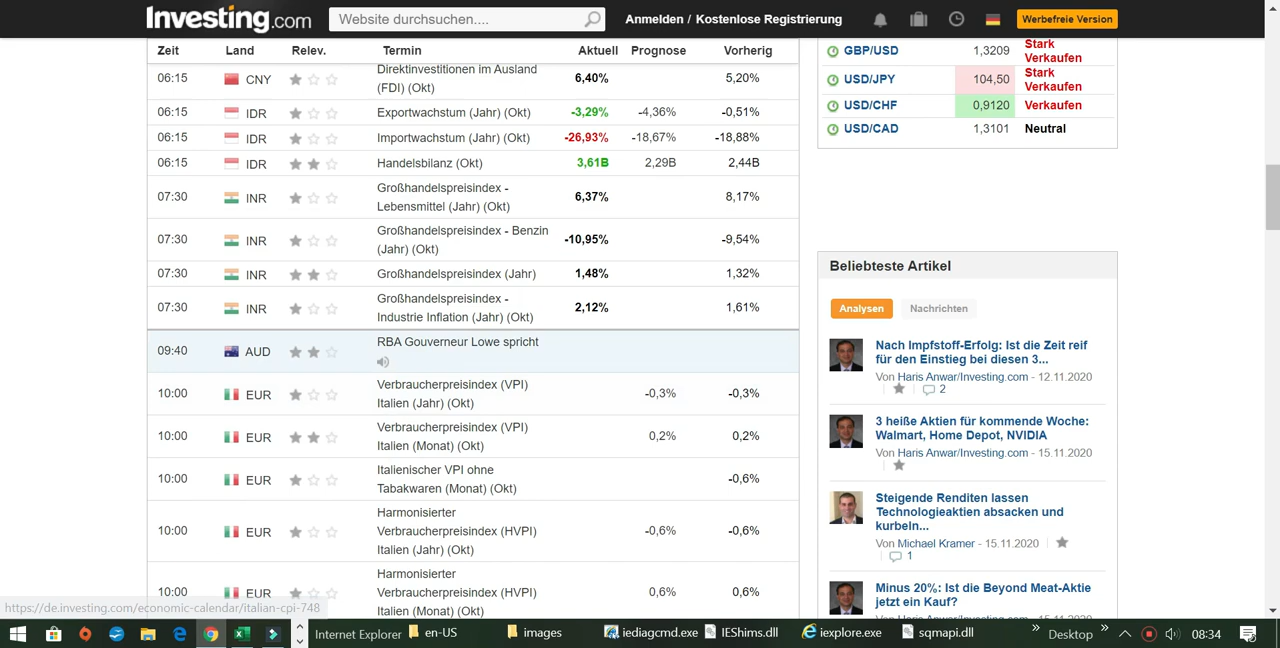 Investing.com
Website durchsuchen....
Anmelden / Kostenlose Registrierung
Werbefreie Version
Zeit Land Relev. Termin Aktuell Prognose Vorherig
06:15 CNY Direktinvestitionen im Ausland
(FDI) (Okt) 6,40% 5,20%
06:15 IDR Exportwachstum (Jahr) (Okt) -3,29% -4,36% -0,51%
06:15 IDR Importwachstum (Jahr) (Okt) -26,93% -18,67% -18,88%
06:15 IDR Handelsbilanz (Okt) 3,61B 2,29B 2,44B
07:30 INR Großhandelspreisindex -
Lebensmittel (Jahr) (Okt) 6,37% 8,17%
07:30 INR Großhandelspreisindex - Benzin
(Jahr) (Okt) -10,95% -9,54%
07:30 INR Großhandelspreisindex (Jahr) 1,48% 1,32%
07:30 INR Großhandelspreisindex -
Industrie Inflation (Jahr) (Okt) 2,12% 1,61%
09:40 AUD RBA Gouverneur Lowe spricht
10:00 EUR Verbraucherpreisindex (VPI)
Italien (Jahr) (Okt) -0,3% -0,3%
10:00 EUR Verbraucherpreisindex (VPI)
Italien (Monat) (Okt) 0,2% 0,2%
10:00 EUR Italienischer VPI ohne
Tabakwaren (Monat) (Okt) -0,6%
10:00 EUR Harmonisierter
Verbraucherpreisindex (HVPI)
Italien (Jahr) (Okt) -0,6% -0,6%
10:00 EUR Harmonisierter
Verbraucherpreisindex (HVPI)
Italien (Monat) (Okt) 0,6% 0,6%
GBP/USD 1,3209 Stark
Verkaufen
USD/JPY 104,50 Stark
Verkaufen
USD/CHF 0,9120 Verkaufen
USD/CAD 1,3101 Neutral
Beliebteste Artikel
Analysen Nachrichten
Nach Impfstoff-Erfolg: Ist die Zeit reif
für den Einstieg bei diesen 3...
Von Haris Anwar/Investing.com - 12.11.2020
2
3 heiße Aktien für kommende Woche:
Walmart, Home Depot, NVIDIA
Von Haris Anwar/Investing.com - 15.11.2020
Steigende Renditen lassen
Technologieaktien absacken und
kurbeln...
Von Michael Kramer - 15.11.2020
1
Minus 20%: Ist die Beyond Meat-Aktie
jetzt ein Kauf?
Von Haris Anwar/Investing.com - 13.11.2020
https://de.investing.com/economic-calendar/italian-cpi-748
Internet Explorer en-US images iediagcmd.exe IEShims.dll iexplore.exe sqmapi.dll Desktop 08:34